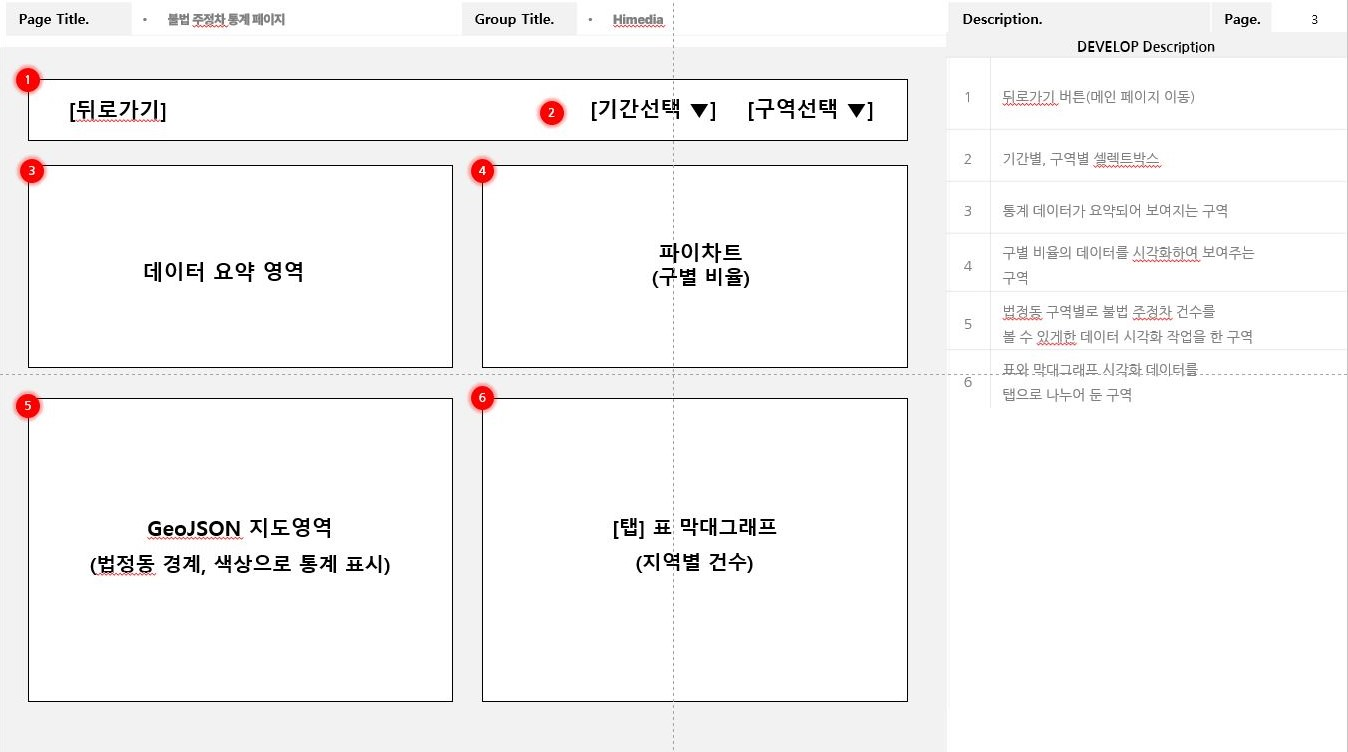 Page Title.
• 불법 주정차 통계 페이지
Group Title.
• Himedia
Description.
Page.
3
DEVELOP Description
1
[뒤로가기]
2
[기간선택 ▼]
[구역선택 ▼]
3
데이터 요약 영역
4
파이차트
(구별 비율)
5
GeoJSON 지도영역
(법정동 경계, 색상으로 통계 표시)
6
[탭] 표 막대그래프
(지역별 건수)
1
뒤로가기 버튼(메인 페이지 이동)
2
기간별, 구역별 셀렉트박스
3
통계 데이터가 요약되어 보여지는 구역
4
구별 비율의 데이터를 시각화하여 보여주는
구역
5
법정동 구역별로 불법 주정차 건수를
볼 수 있게한 데이터 시각화 작업을 한 구역
6
표와 막대그래프 시각화 데이터를
탭으로 나누어 둔 구역